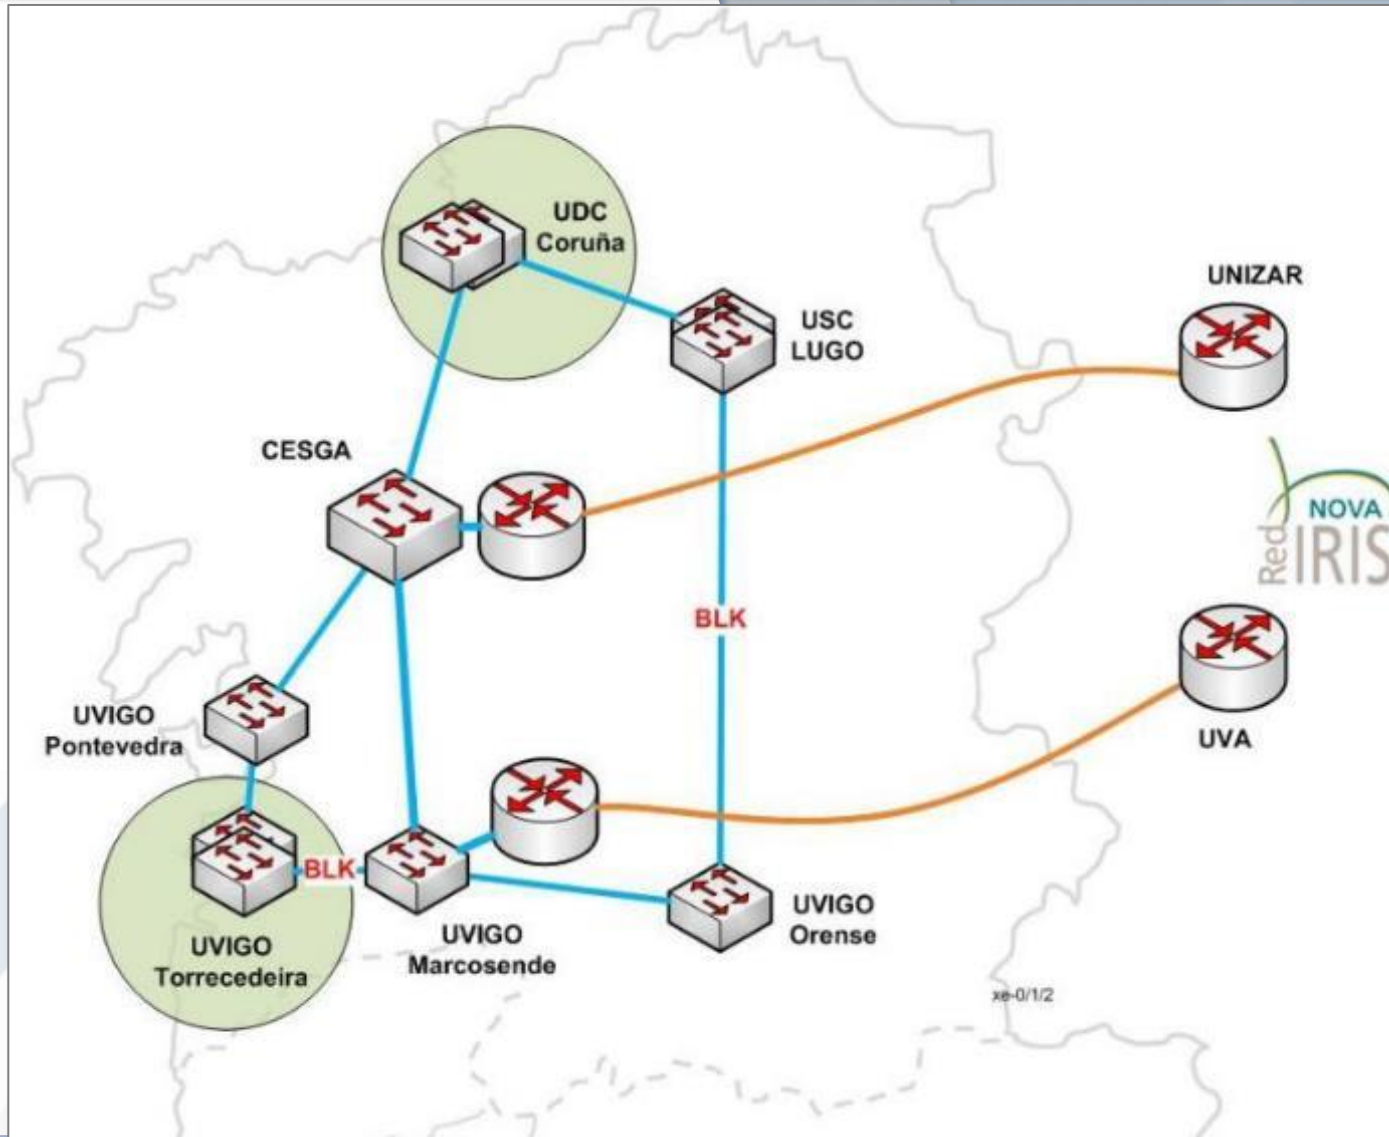 UDC
Coruña
UNIZAR
USC
LUGO
CESGA
NOVA
Red
IRIS
BLK
UVIGO
Pontevedra
UVA
BLK
UVIGO
Orense
UVIGO
Marcosende
UVIGO
Torrecedeira
xe-0/1/2